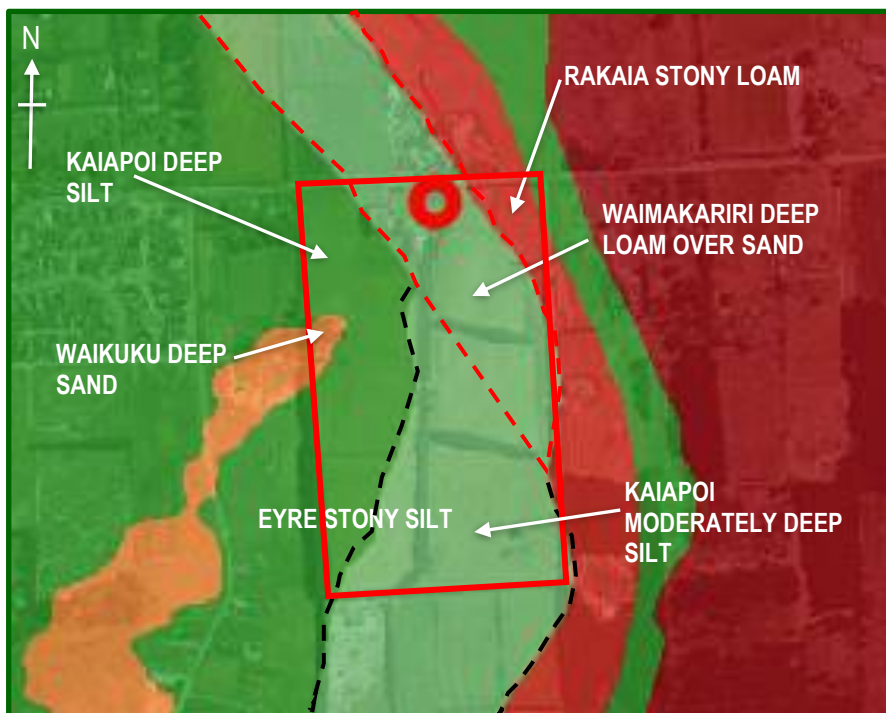 N
RAKAIA STONY LOAM
KAIAPOI DEEP
SILT
WAIMAKARIRI DEEP
LOAM OVER SAND
WAIKUKU DEEP
SAND
EYRE STONY SILT
KAIAPOI
MODERATELY DEEP
SILT